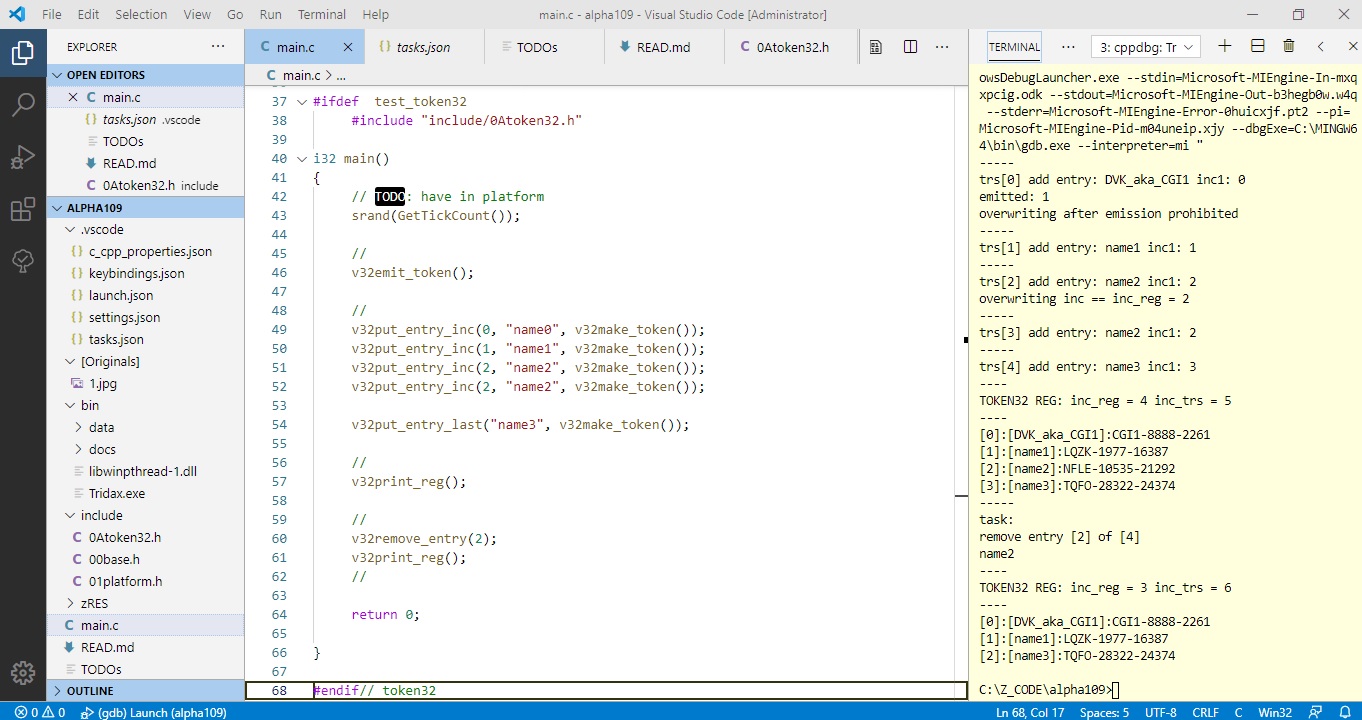 File Edit Selection View Go Run Terminal Help main.c - alpha109 - Visual Studio Code [Administrator]
EXPLORER
OPEN EDITORS
main.c
tasks.json .vscode
TODOs
READ.md
0Atoken32.h include
ALPHA109
.vscode
c_cpp_properties.json
keybindings.json
launch.json
settings.json
tasks.json
[Originals]
1.jpg
bin
data
docs
libwinpthread-1.dll
Tridax.exe
include
0Atoken32.h
00base.h
01platform.h
zRES
main.c
READ.md
TODOs
OUTLINE
main.c tasks.json TODOs READ.md 0Atoken32.h
main.c > ...
37 #ifdef test_token32
38 #include "include/0Atoken32.h"
39
40 i32 main()
41 {
42 // TODO: have in platform
43 srand(GetTickCount());
44
45 //
46 v32emit_token();
47
48 //
49 v32put_entry_inc(0, "name0", v32make_token());
50 v32put_entry_inc(1, "name1", v32make_token());
51 v32put_entry_inc(2, "name2", v32make_token());
52 v32put_entry_inc(2, "name2", v32make_token());
53
54 v32put_entry_last("name3", v32make_token());
55
56 //
57 v32print_reg();
58
59 //
60 v32remove_entry(2);
61 v32print_reg();
62 //
63
64 return 0;
65
66 }
67
68 #endif// token32
TERMINAL 3: cppdbg: Tr
owsDebugLauncher.exe --stdin=Microsoft-MIEngine-In-mxq
xpcig.odk --stdout=Microsoft-MIEngine-Out-b3hegb0w.w4q
--stderr=Microsoft-MIEngine-Error-0huicxjf.pt2 --pi=
Microsoft-MIEngine-Pid-m04uneip.xjy --dbgExe=C:\MINGW6
4\bin\gdb.exe --interpreter=mi "
-----
trs[0] add entry: DVK_aka_CGI1 inc1: 0
emitted: 1
overwriting after emission prohibited
-----
trs[1] add entry: name1 inc1: 1
-----
trs[2] add entry: name2 inc1: 2
overwriting inc == inc_reg = 2
-----
trs[3] add entry: name2 inc1: 2
-----
trs[4] add entry: name3 inc1: 3
----
TOKEN32 REG: inc_reg = 4 inc_trs = 5
----
[0]:[DVK_aka_CGI1]:CGI1-8888-2261
[1]:[name1]:LQZK-1977-16387
[2]:[name2]:NFLE-10535-21292
[3]:[name3]:TQFO-28322-24374
-----
task:
remove entry [2] of [4]
name2
----
TOKEN32 REG: inc_reg = 3 inc_trs = 6
----
[0]:[DVK_aka_CGI1]:CGI1-8888-2261
[1]:[name1]:LQZK-1977-16387
[2]:[name3]:TQFO-28322-24374
C:\Z_CODE\alpha109>
0 0 (gdb) Launch (alpha109) Ln 68, Col 17 Spaces: 5 UTF-8 CRLF C Win32